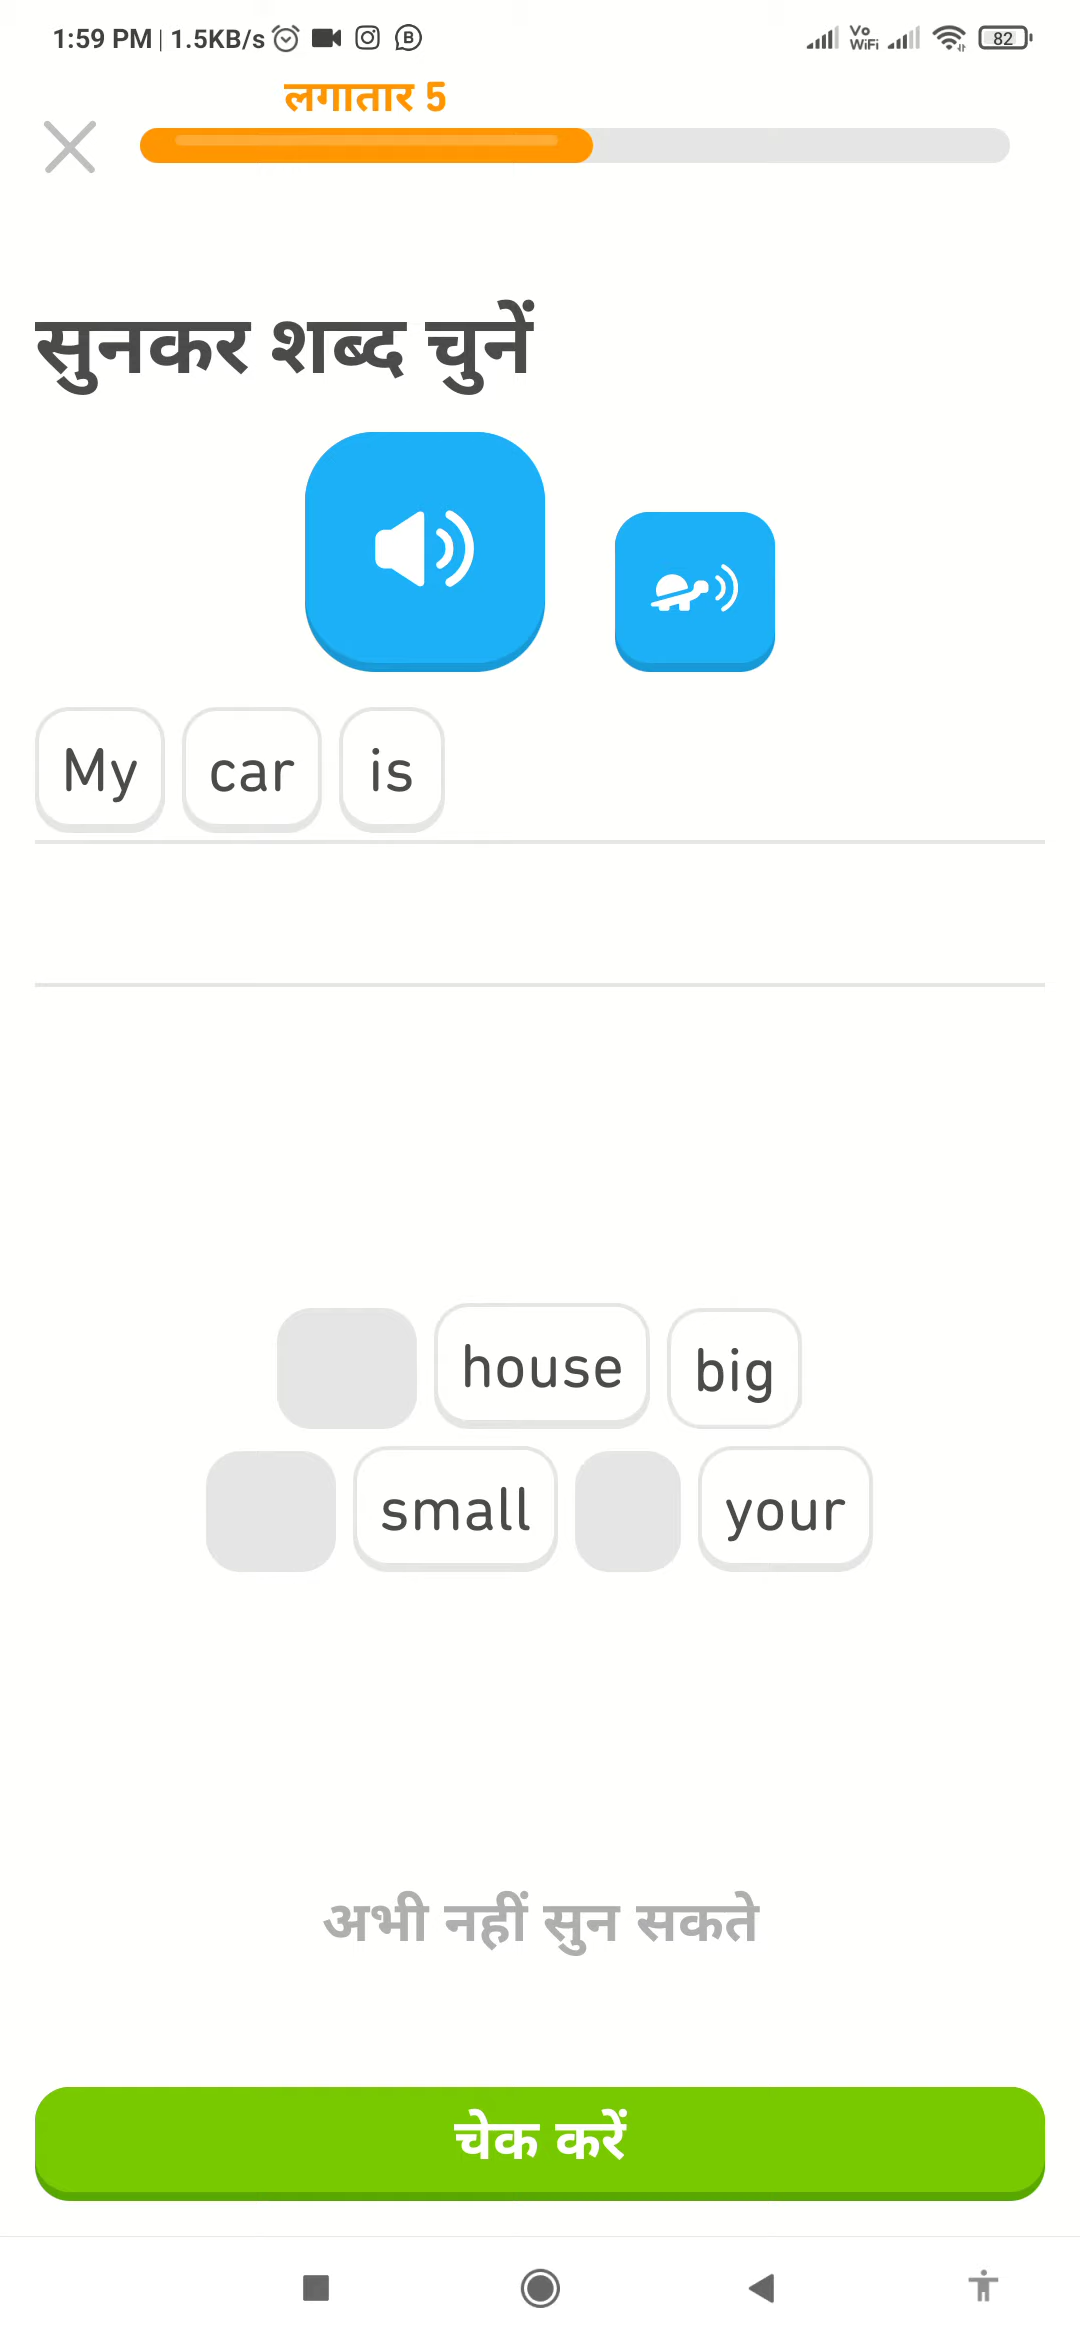 1:59 PM | 1.5KB/s Vo WiFi 82
लगातार 5
सुनकर शब्द चुनें
My car is
house big
small your
अभी नहीं सुन सकते
चेक करें